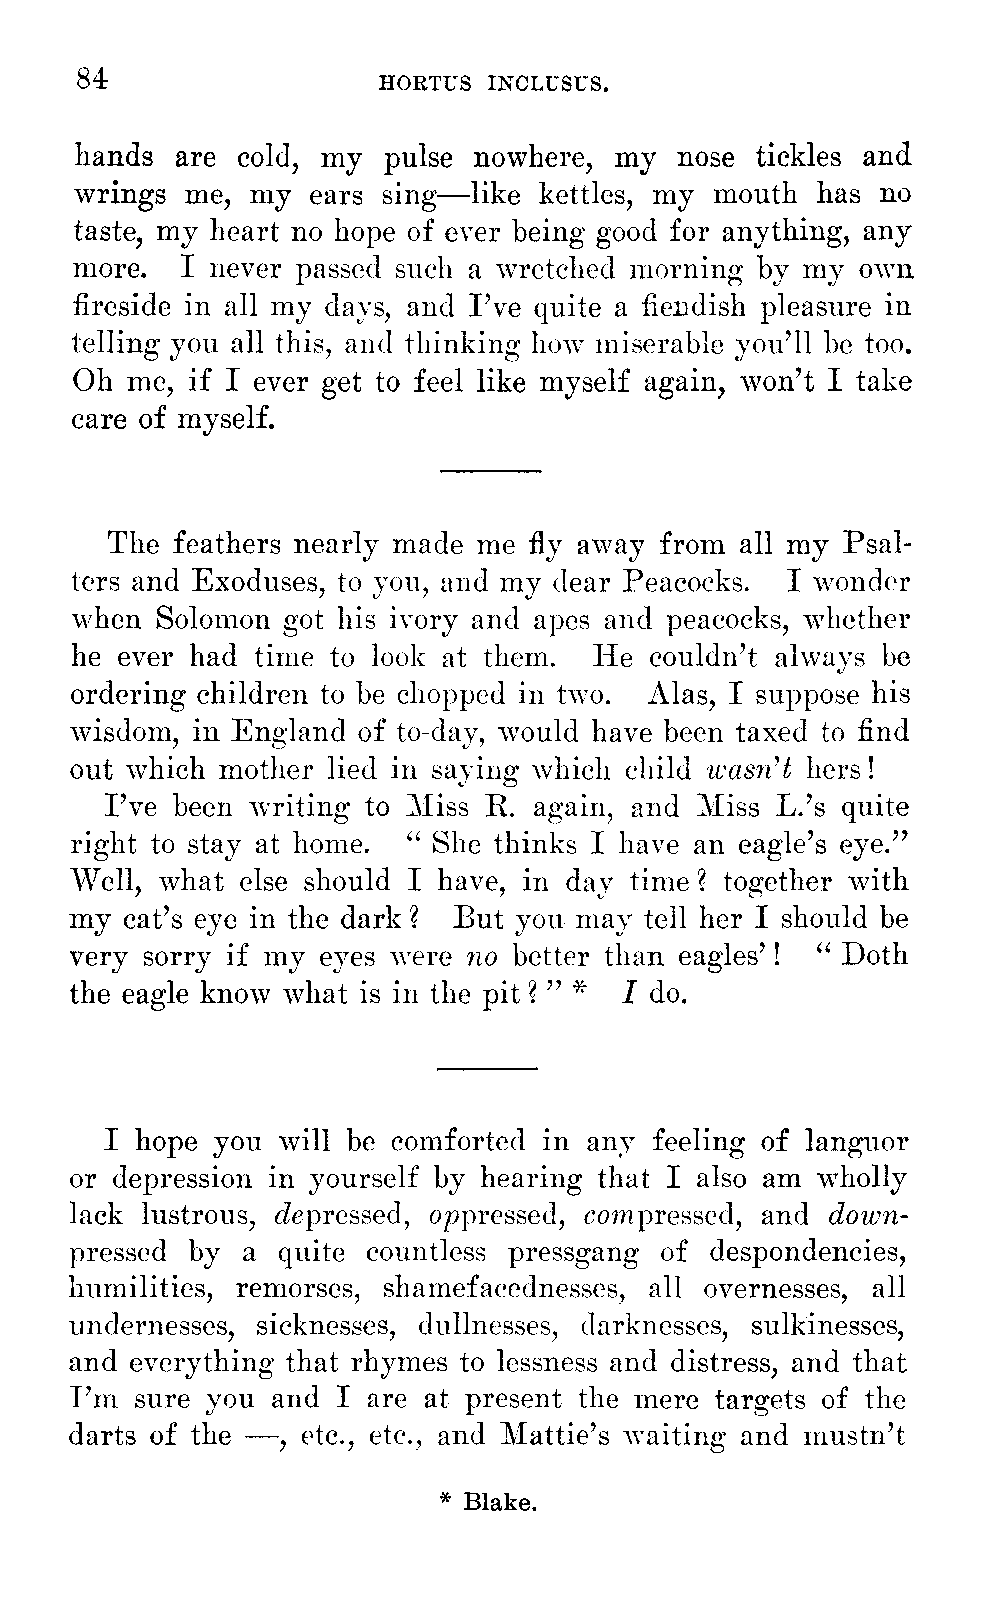 84 HORTUS INCLUSUS.
hands are cold, my pulse nowhere, my nose tickles and
wrings me, my ears sing—like kettles, my mouth has no
taste, my heart no hope of ever being good for anything, any
more. I never passed such a wretched morning by my own
fireside in all my days, and I've quite a fiendish pleasure in
telling you all this, and thinking how miserable you'll be too.
Oh me, if I ever get to feel like myself again, won't I take
care of myself.
The feathers nearly made me fly away from all my Psal-
ters and Exoduses, to you, and my dear Peacocks. I wonder
when Solomon got his ivory and apes and peacocks, whether
he ever had time to look at them. He couldn't always be
ordering children to be chopped in two. Alas, I suppose his
wisdom, in England of to-day, would have been taxed to find
out which mother lied in saying which child wasn't hers!
I've been writing to Miss R. again, and Miss L.'s quite
right to stay at home. "She thinks I have an eagle's eye."
Well, what else should I have, in day time? together with
my cat's eye in the dark? But you may tell her I should be
very sorry if my eyes were no better than eagles'! "Doth
the eagle know what is in the pit?" * I do.
I hope you will be comforted in any feeling of languor
or depression in yourself by hearing that I also am wholly
lack lustrous, depressed, oppressed, compressed, and down-
pressed by a quite countless pressgang of despondencies,
humilities, remorses, shamefacednesses, all overnesses, all
undernesses, sicknesses, dullnesses, darknesses, sulkinesses,
and everything that rhymes to lessness and distress, and that
I'm sure you and I are at present the mere targets of the
darts of the —, etc., etc., and Mattie's waiting and mustn't
* Blake.